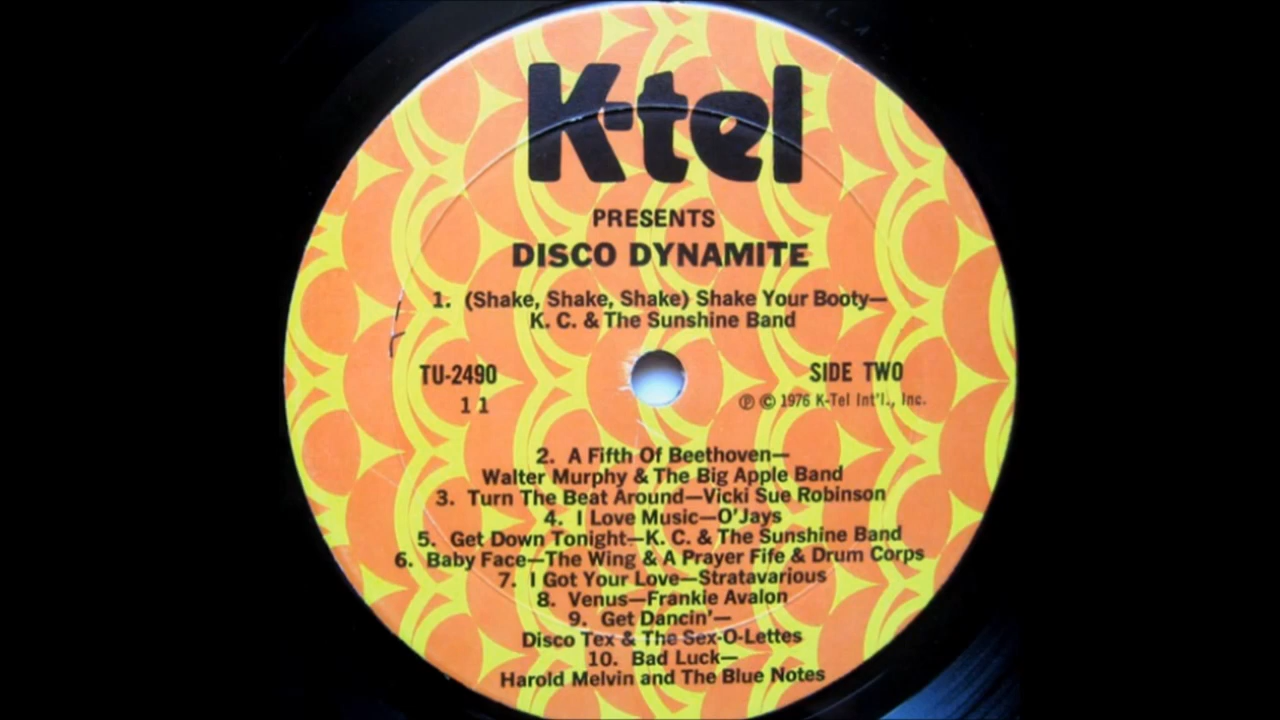 K-tel
PRESENTS
DISCO DYNAMITE
1. (Shake, Shake, Shake) Shake Your Booty—
K. C. & The Sunshine Band
TU-2490
1 1
SIDE TWO
Ⓟ © 1976 K-Tel Int'l., Inc.
2. A Fifth Of Beethoven—
Walter Murphy & The Big Apple Band
3. Turn The Beat Around—Vicki Sue Robinson
4. I Love Music—O'Jays
5. Get Down Tonight—K. C. & The Sunshine Band
6. Baby Face—The Wing & A Prayer Fife & Drum Corps
7. I Got Your Love—Stratavarious
8. Venus—Frankie Avalon
9. Get Dancin'—
Disco Tex & The Sex-O-Lettes
10. Bad Luck—
Harold Melvin and The Blue Notes